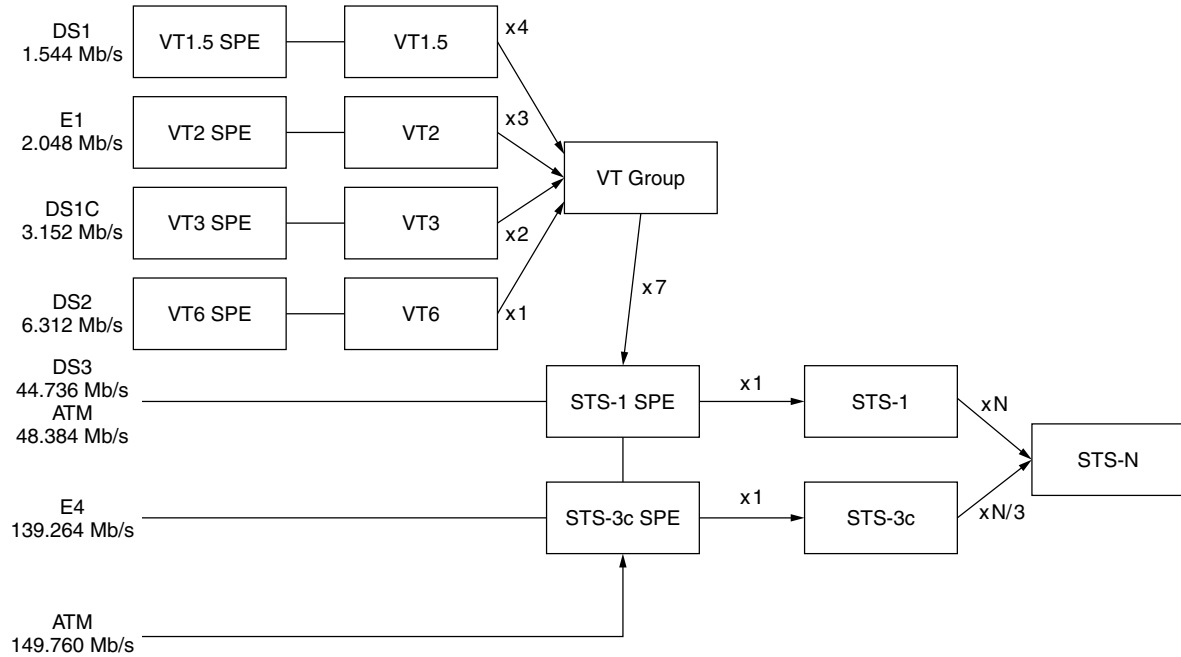 DS1
1.544 Mb/s
VT1.5 SPE
VT1.5
x4
E1
2.048 Mb/s
VT2 SPE
VT2
x3
VT Group
DS1C
3.152 Mb/s
VT3 SPE
VT3
x2
x7
DS2
6.312 Mb/s
VT6 SPE
VT6
x1
DS3
44.736 Mb/s
ATM
48.384 Mb/s
STS-1 SPE
x1
STS-1
xN
STS-N
E4
139.264 Mb/s
STS-3c SPE
x1
STS-3c
xN/3
ATM
149.760 Mb/s